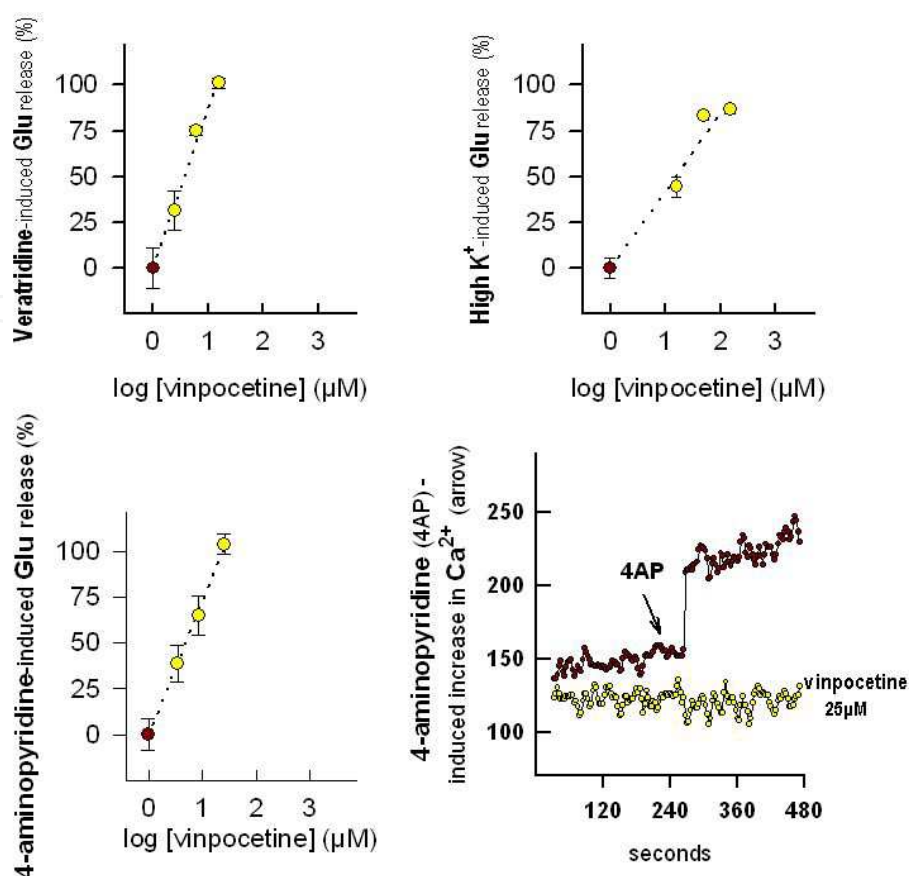 Veratridine-induced Glu release (%)
100
75
50
25
0
0 1 2 3
log [vinpocetine] (µM)
High K+-induced Glu release (%)
100
75
50
25
0
0 1 2 3
log [vinpocetine] (µM)
4-aminopyridine-induced Glu release (%)
100
75
50
25
0
0 1 2 3
log [vinpocetine] (µM)
4-aminopyridine (4AP) -
induced increase in Ca2+ (arrow)
250
200
150
100
4AP
vinpocetine
25µM
120 240 360 480
seconds